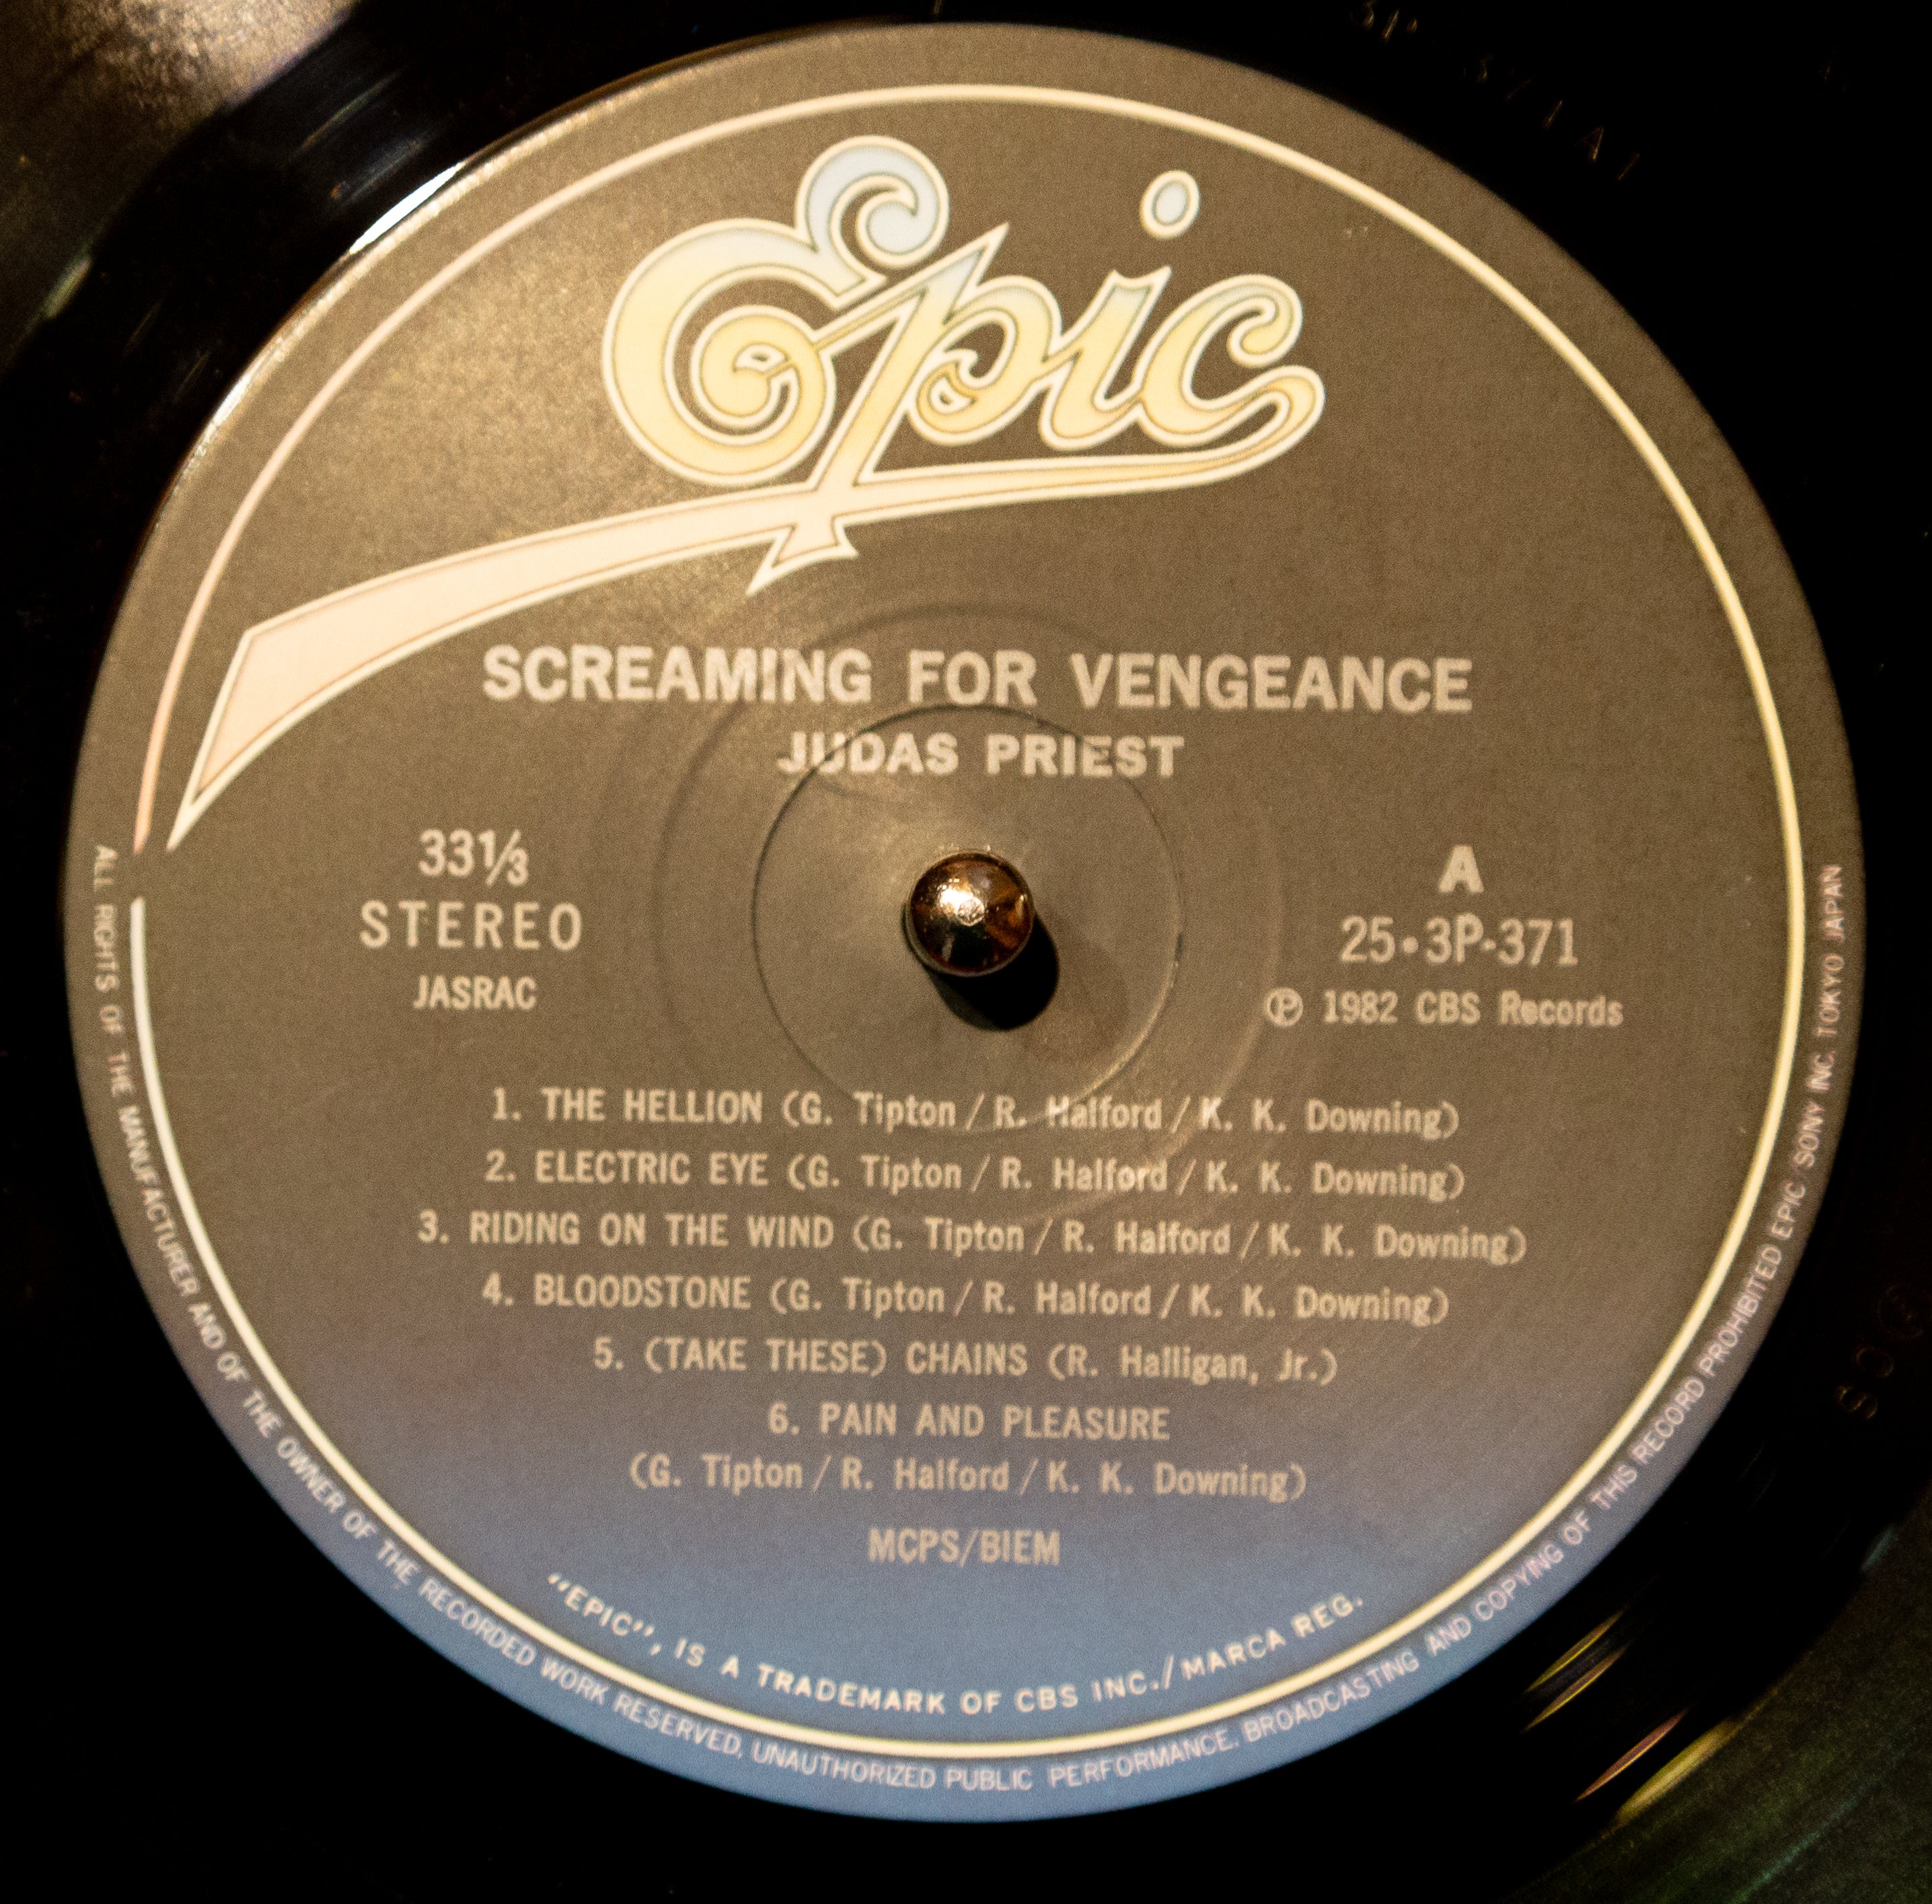 Epic
SCREAMING FOR VENGEANCE
JUDAS PRIEST
33⅓
STEREO
JASRAC
A
25・3P-371
Ⓟ 1982 CBS Records
1. THE HELLION (G. Tipton / R. Halford / K. K. Downing)
2. ELECTRIC EYE (G. Tipton / R. Halford / K. K. Downing)
3. RIDING ON THE WIND (G. Tipton / R. Halford / K. K. Downing)
4. BLOODSTONE (G. Tipton / R. Halford / K. K. Downing)
5. (TAKE THESE) CHAINS (R. Halligan, Jr.)
6. PAIN AND PLEASURE
(G. Tipton / R. Halford / K. K. Downing)
MCPS/BIEM
"EPIC", IS A TRADEMARK OF CBS INC./MARCA REG.
ALL RIGHTS OF THE MANUFACTURER AND OF THE OWNER OF THE RECORDED WORK RESERVED. UNAUTHORIZED PUBLIC PERFORMANCE. BROADCASTING AND COPYING OF THIS RECORD PROHIBITED EPIC SONY INC. TOKYO JAPAN